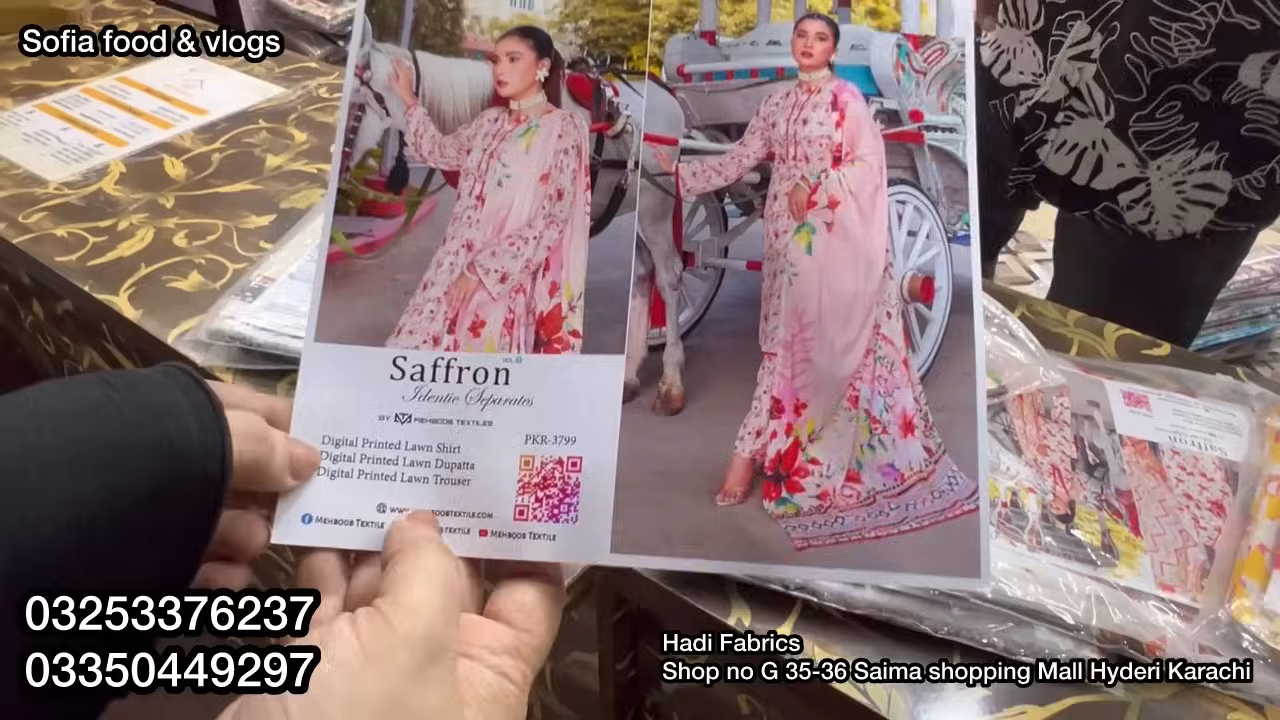 Sofia food & vlogs
Saffron
Identic Separates
BY MEHBOOB TEXTILES
Digital Printed Lawn Shirt
Digital Printed Lawn Dupatta
Digital Printed Lawn Trouser
PKR-3799
MEHBOOB TEXTILE
MEHBOOB TEXTILE
Saffron
03253376237
03350449297
Hadi Fabrics
Shop no G 35-36 Saima shopping Mall Hyderi Karachi